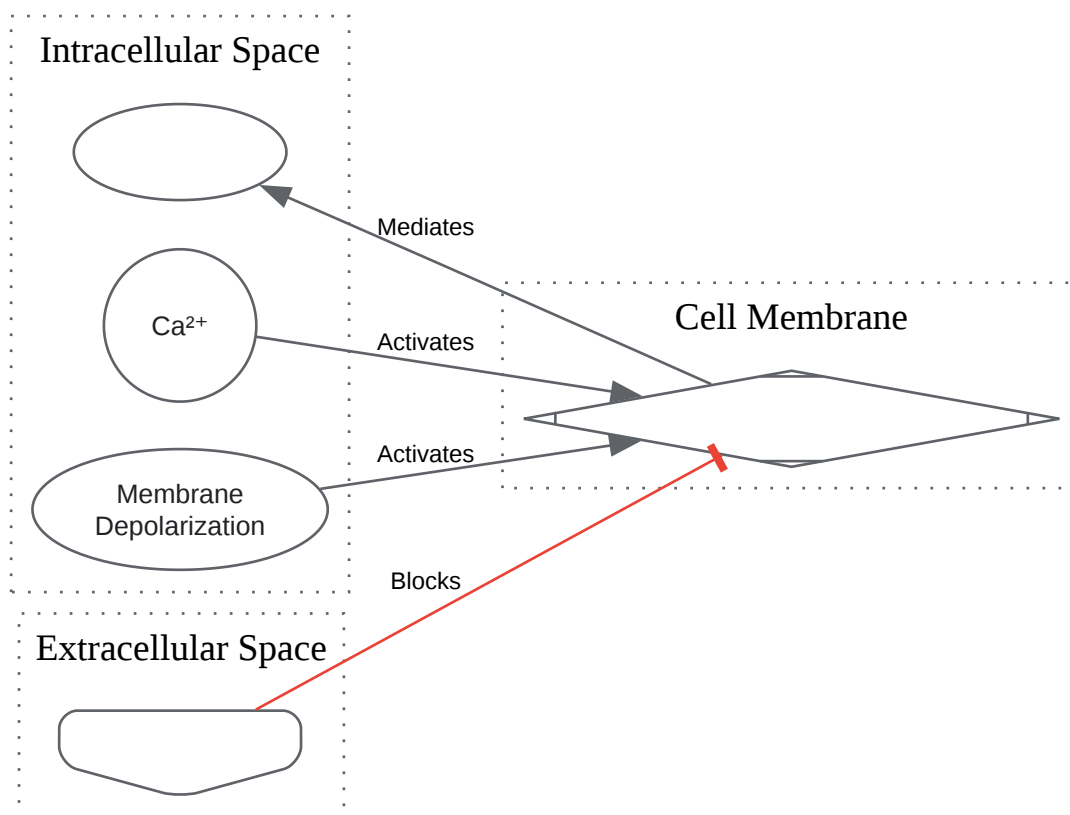 Intracellular Space
Mediates
Cell Membrane
Ca²⁺
Activates
Activates
Membrane
Depolarization
Blocks
Extracellular Space